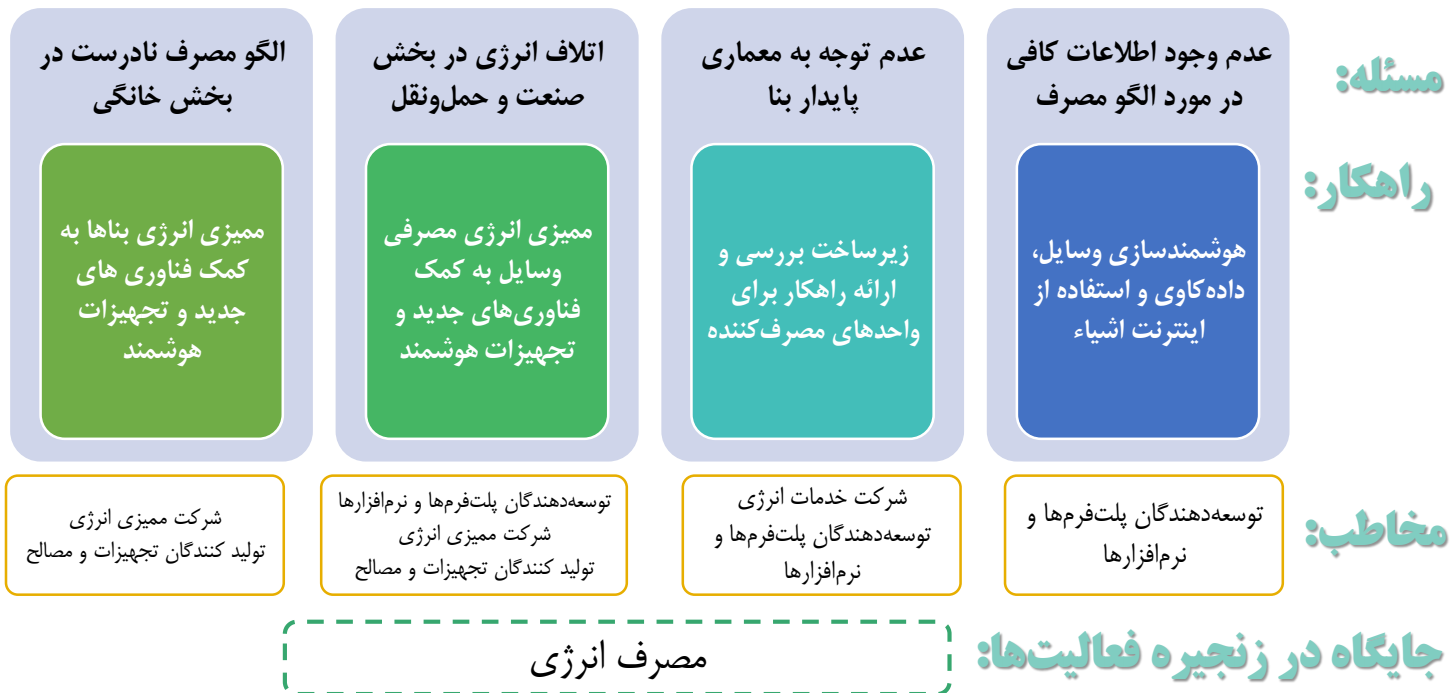 مسئله:
عدم وجود اطلاعات کافی
در مورد الگو مصرف
عدم توجه به معماری
پایدار بنا
اتلاف انرژی در بخش
صنعت و حمل‌ونقل
الگو مصرف نادرست در
بخش خانگی
راهکار:
هوشمندسازی وسایل،
داده‌کاوی و استفاده از
اینترنت اشیاء
زیرساخت بررسی و
ارائه راهکار برای
واحدهای مصرف‌کننده
ممیزی انرژی مصرفی
وسایل به کمک
فناوری‌های جدید و
تجهیزات هوشمند
ممیزی انرژی بناها به
کمک فناوری های
جدید و تجهیزات
هوشمند
مخاطب:
توسعه‌دهندگان پلت‌فرم‌ها و
نرم‌افزارها
شرکت خدمات انرژی
توسعه‌دهندگان پلت‌فرم‌ها و
نرم‌افزارها
توسعه‌دهندگان پلت‌فرم‌ها و نرم‌افزارها
شرکت ممیزی انرژی
تولید کنندگان تجهیزات و مصالح
شرکت ممیزی انرژی
تولید کنندگان تجهیزات و مصالح
جایگاه در زنجیره فعالیت‌ها:
مصرف انرژی